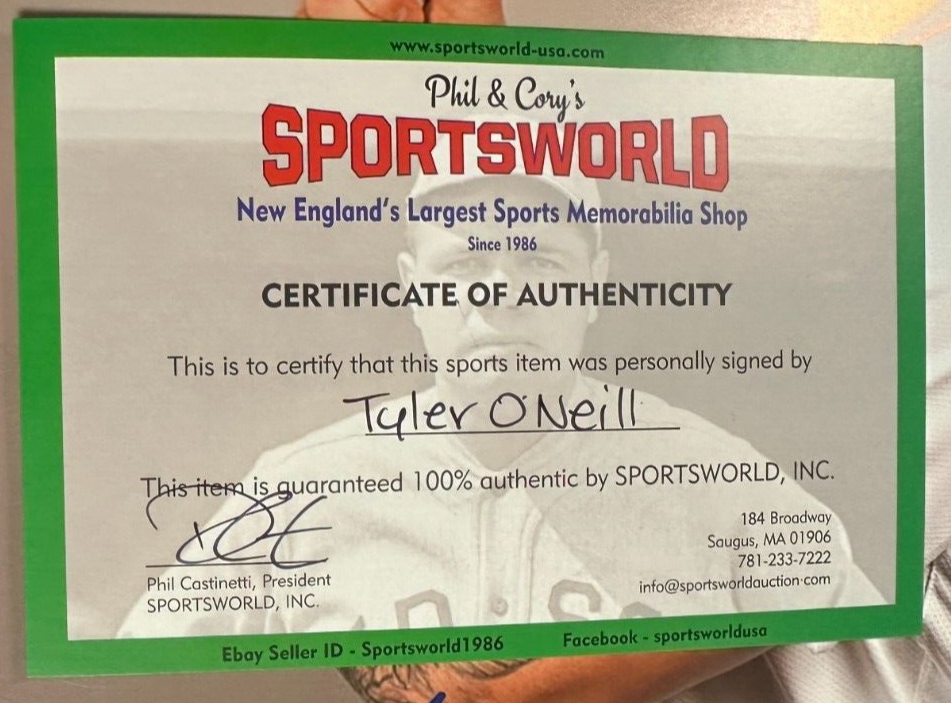 www.sportsworld-usa.com
Phil & Cory's
SPORTSWORLD
New England's Largest Sports Memorabilia Shop
Since 1986
CERTIFICATE OF AUTHENTICITY
This is to certify that this sports item was personally signed by
Tyler O'Neill
This item is guaranteed 100% authentic by SPORTSWORLD, INC.
184 Broadway
Saugus, MA 01906
781-233-7222
info@sportsworldauction.com
Phil Castinetti, President
SPORTSWORLD, INC.
Ebay Seller ID - Sportsworld1986
Facebook - sportsworldusa